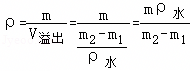 ρ = m/V溢出 = m/((m₂-m₁)/ρ水) = mρ水/(m₂-m₁)